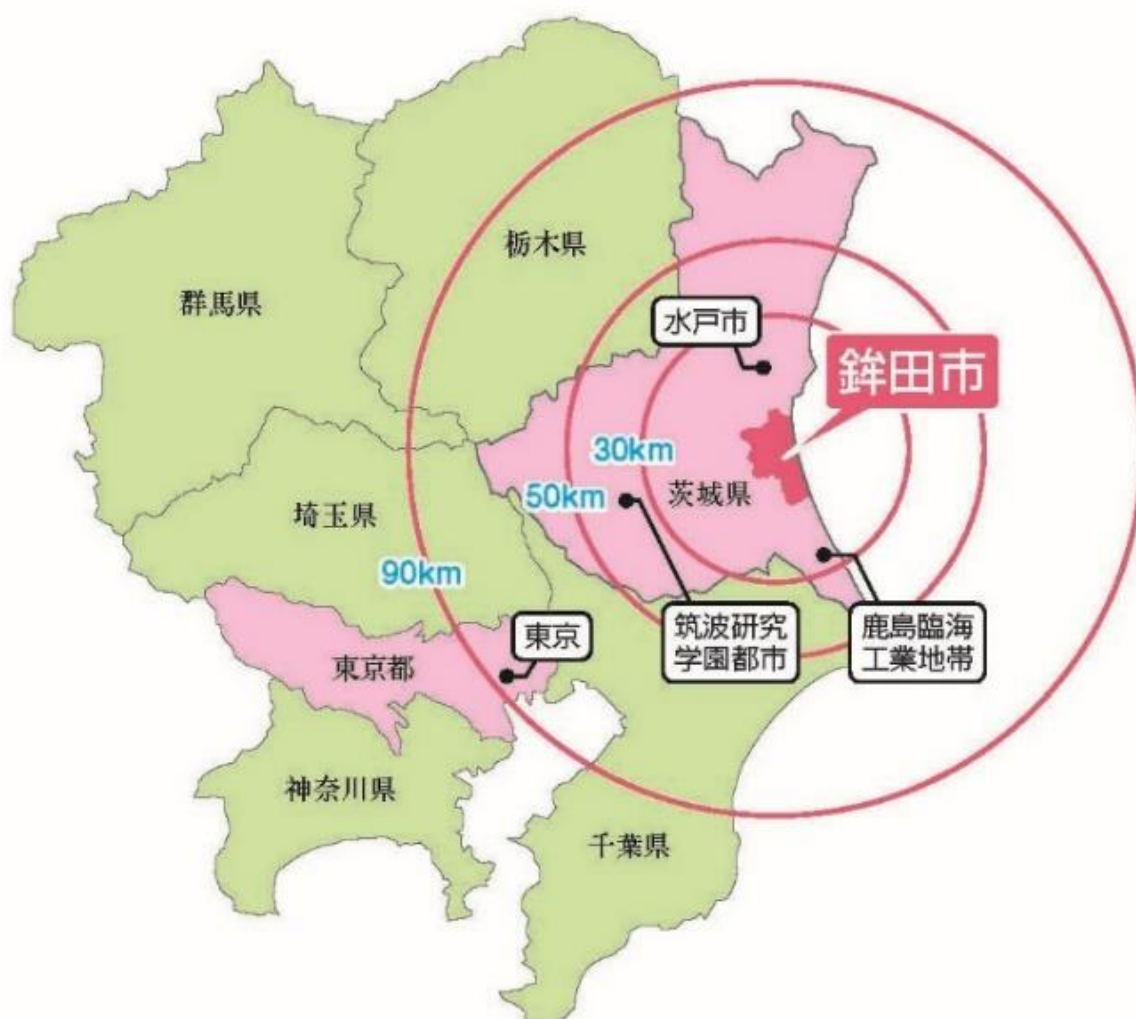 栃木県
群馬県
水戸市
鉾田市
30km
茨城県
50km
埼玉県
90km
東京
筑波研究
学園都市
鹿島臨海
工業地帯
東京都
神奈川県
千葉県